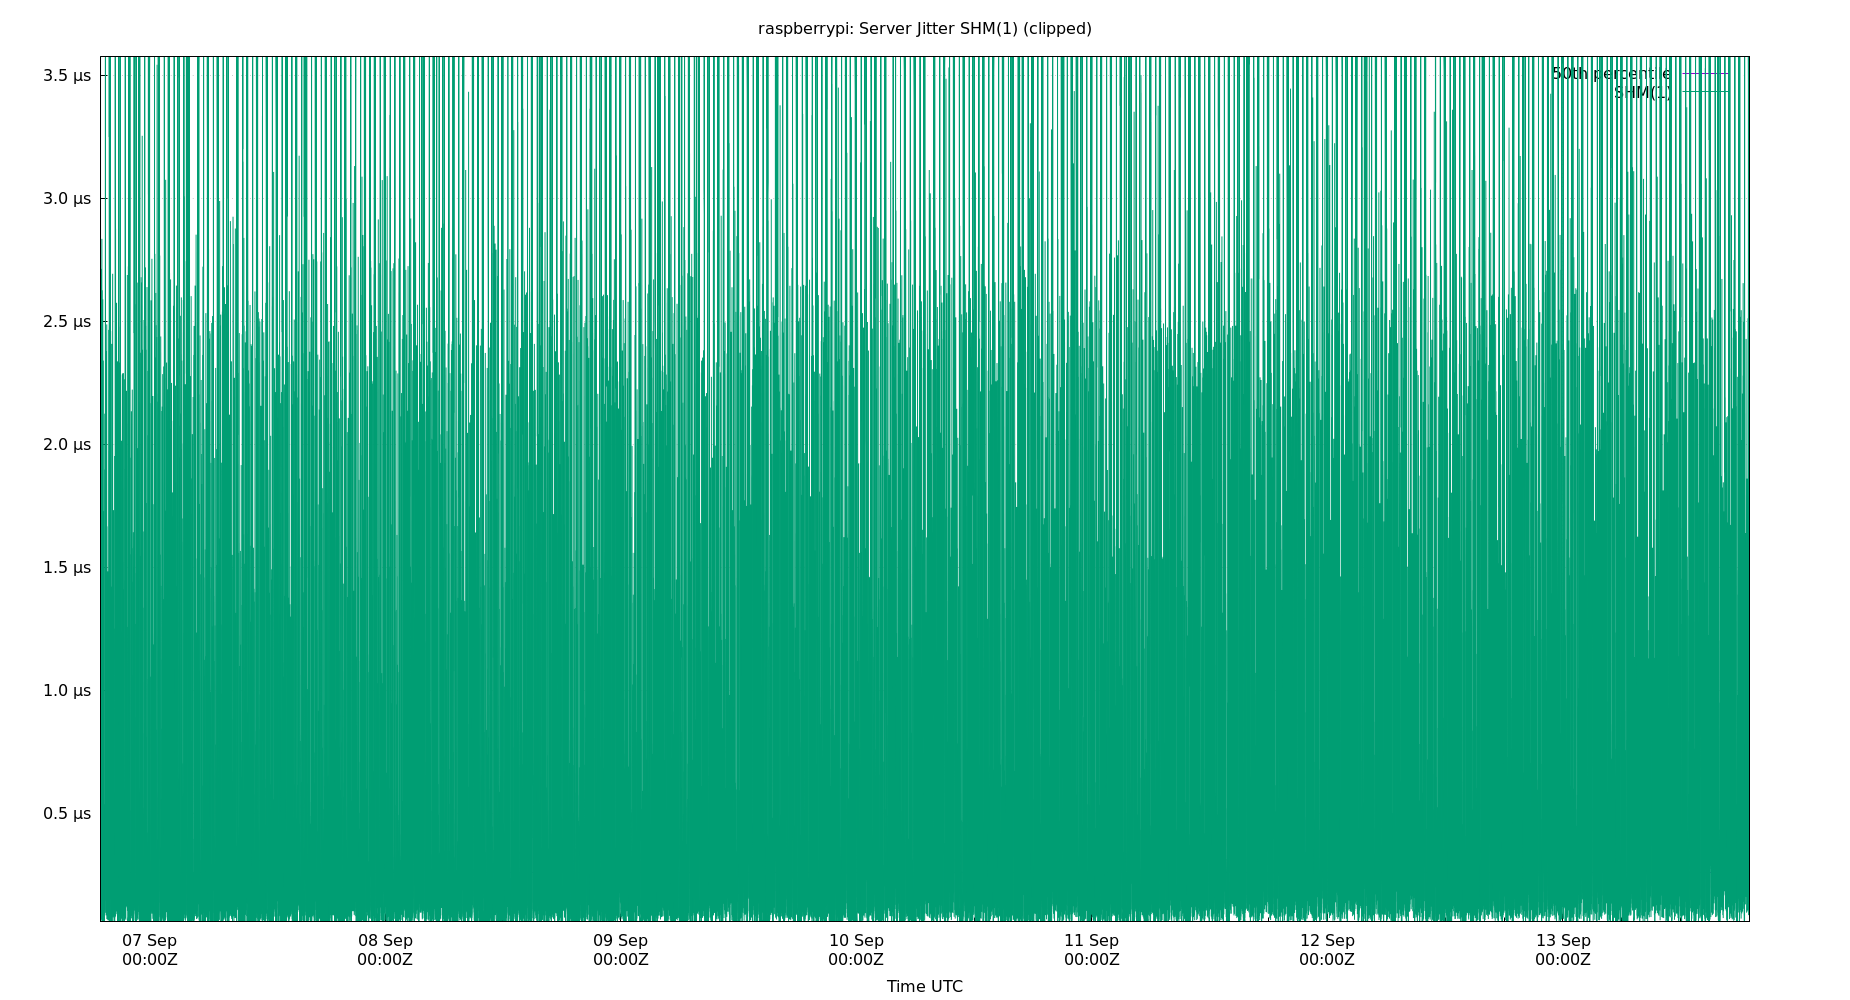 raspberrypi: Server Jitter SHM(1) (clipped)
3.5 µs
50th percentile
SHM(1)
3.0 µs
2.5 µs
2.0 µs
1.5 µs
1.0 µs
0.5 µs
07 Sep 08 Sep 09 Sep 10 Sep 11 Sep 12 Sep 13 Sep
00:00Z 00:00Z 00:00Z 00:00Z 00:00Z 00:00Z 00:00Z
Time UTC